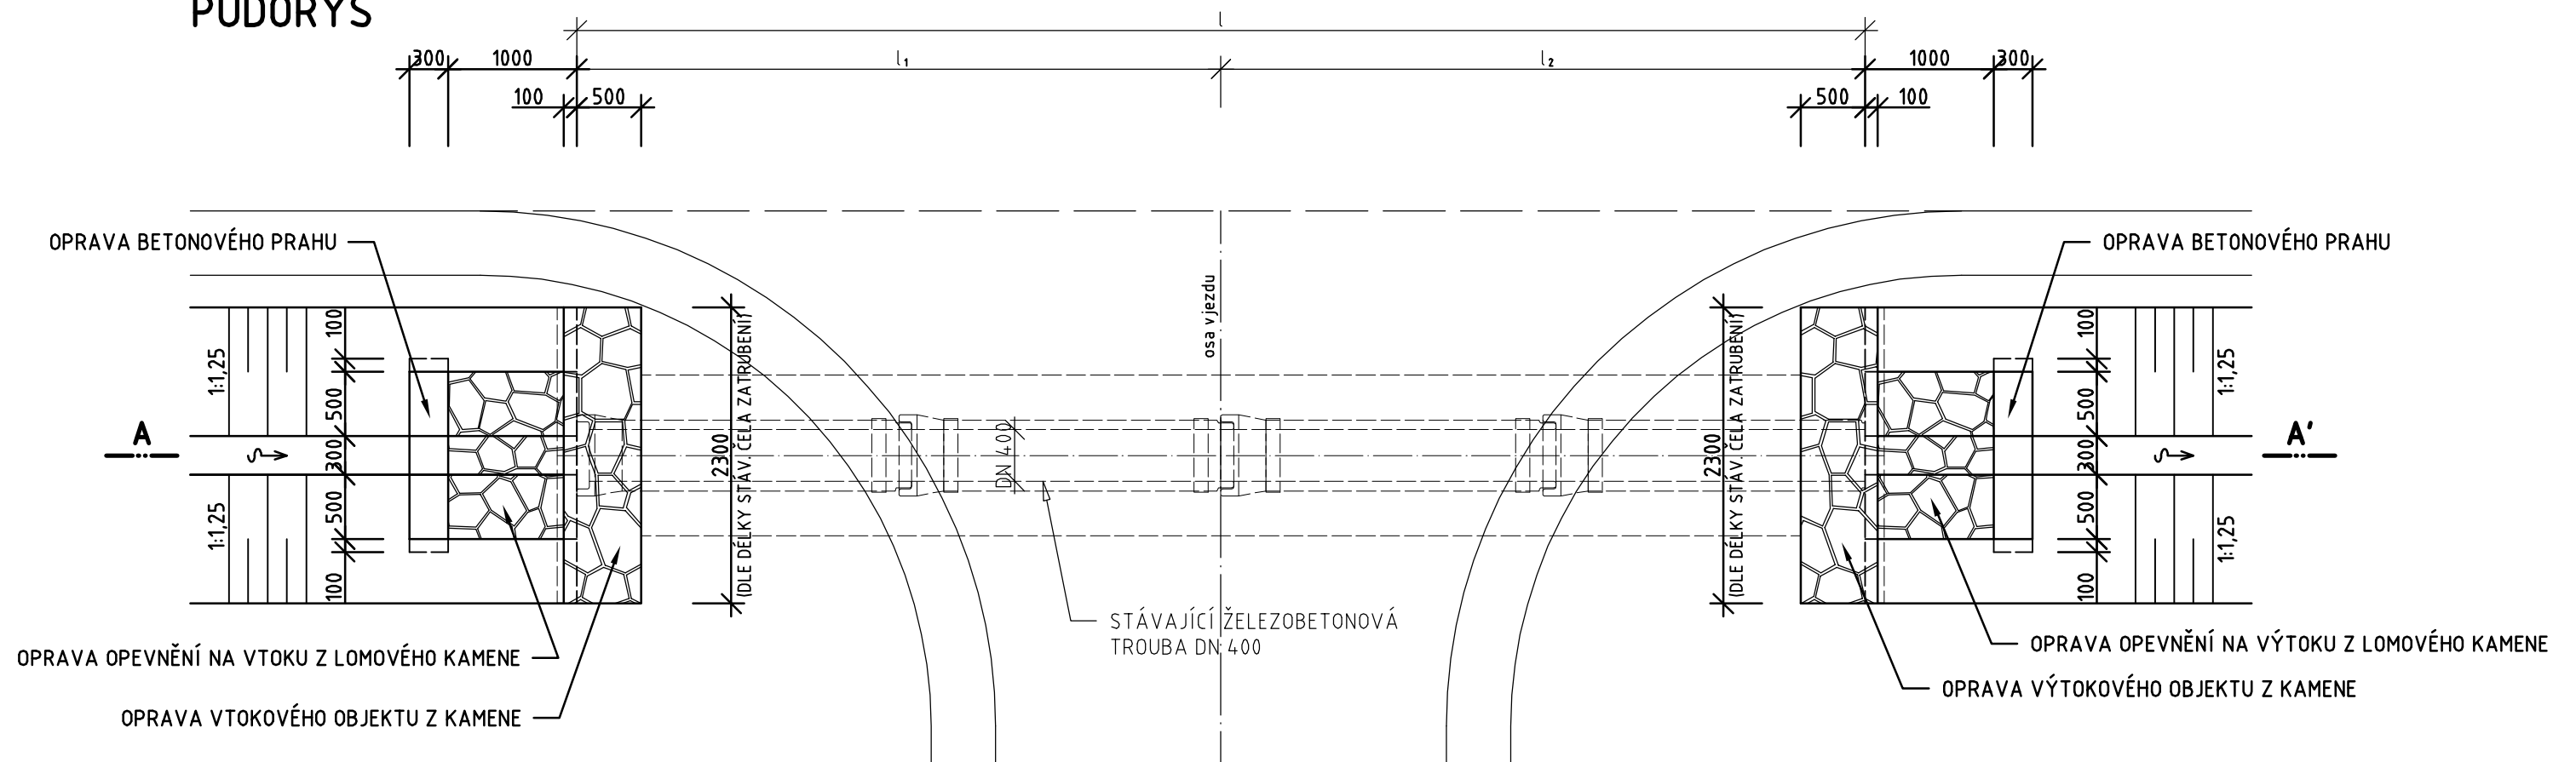 PŮDORYS
l
300 1000 l₁ l₂ 1000 300
100 500 500 100
OPRAVA BETONOVÉHO PRAHU
OPRAVA BETONOVÉHO PRAHU
osa vjezdu
1:1,25
100
500
300
500
100
1:1,25
2300
(DLE DÉLKY STÁV. ČELA ZATRUBENÍ)
DN 400
2300
(DLE DÉLKY STÁV. ČELA ZATRUBENÍ)
100
500
300
500
100
1:1,25
1:1,25
A
A'
STÁVAJÍCÍ ŽELEZOBETONOVÁ
TROUBA DN 400
OPRAVA OPEVNĚNÍ NA VTOKU Z LOMOVÉHO KAMENE
OPRAVA OPEVNĚNÍ NA VÝTOKU Z LOMOVÉHO KAMENE
OPRAVA VTOKOVÉHO OBJEKTU Z KAMENE
OPRAVA VÝTOKOVÉHO OBJEKTU Z KAMENE